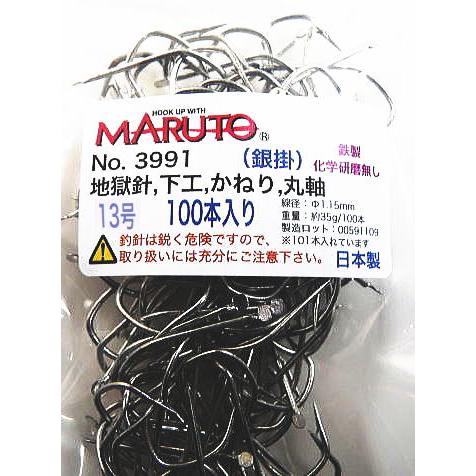 HOOK UP WITH
MARUTO®
No. 3991 (銀掛)
鉄製
化学研磨無し
地獄針,下工,かねり,丸軸
13号 100本入り
線径：Φ1.15mm
重量：約35g/100本
製造ロット：00591109
※101本入れています
釣針は鋭く危険ですので、
取り扱いには充分にご注意下さい。
日本製